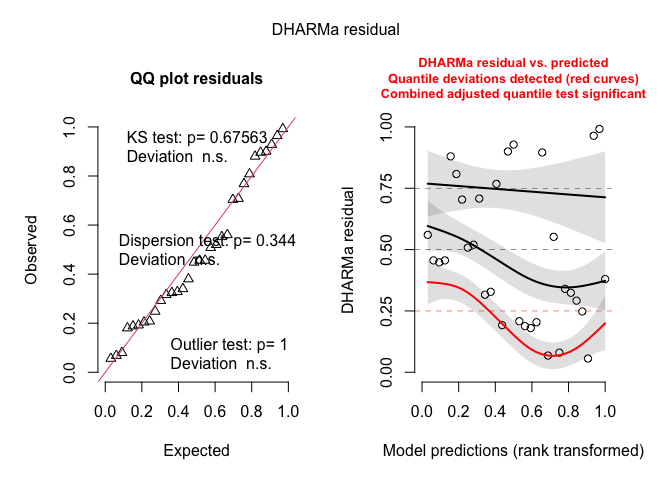 DHARMa residual
QQ plot residuals
KS test: p= 0.67563
Deviation n.s.
Dispersion test: p= 0.344
Deviation n.s.
Outlier test: p= 1
Deviation n.s.
Observed
0.0 0.2 0.4 0.6 0.8 1.0
0.0 0.2 0.4 0.6 0.8 1.0
Expected
DHARMa residual vs. predicted
Quantile deviations detected (red curves)
Combined adjusted quantile test significant
DHARMa residual
0.00 0.25 0.50 0.75 1.00
0.0 0.2 0.4 0.6 0.8 1.0
Model predictions (rank transformed)